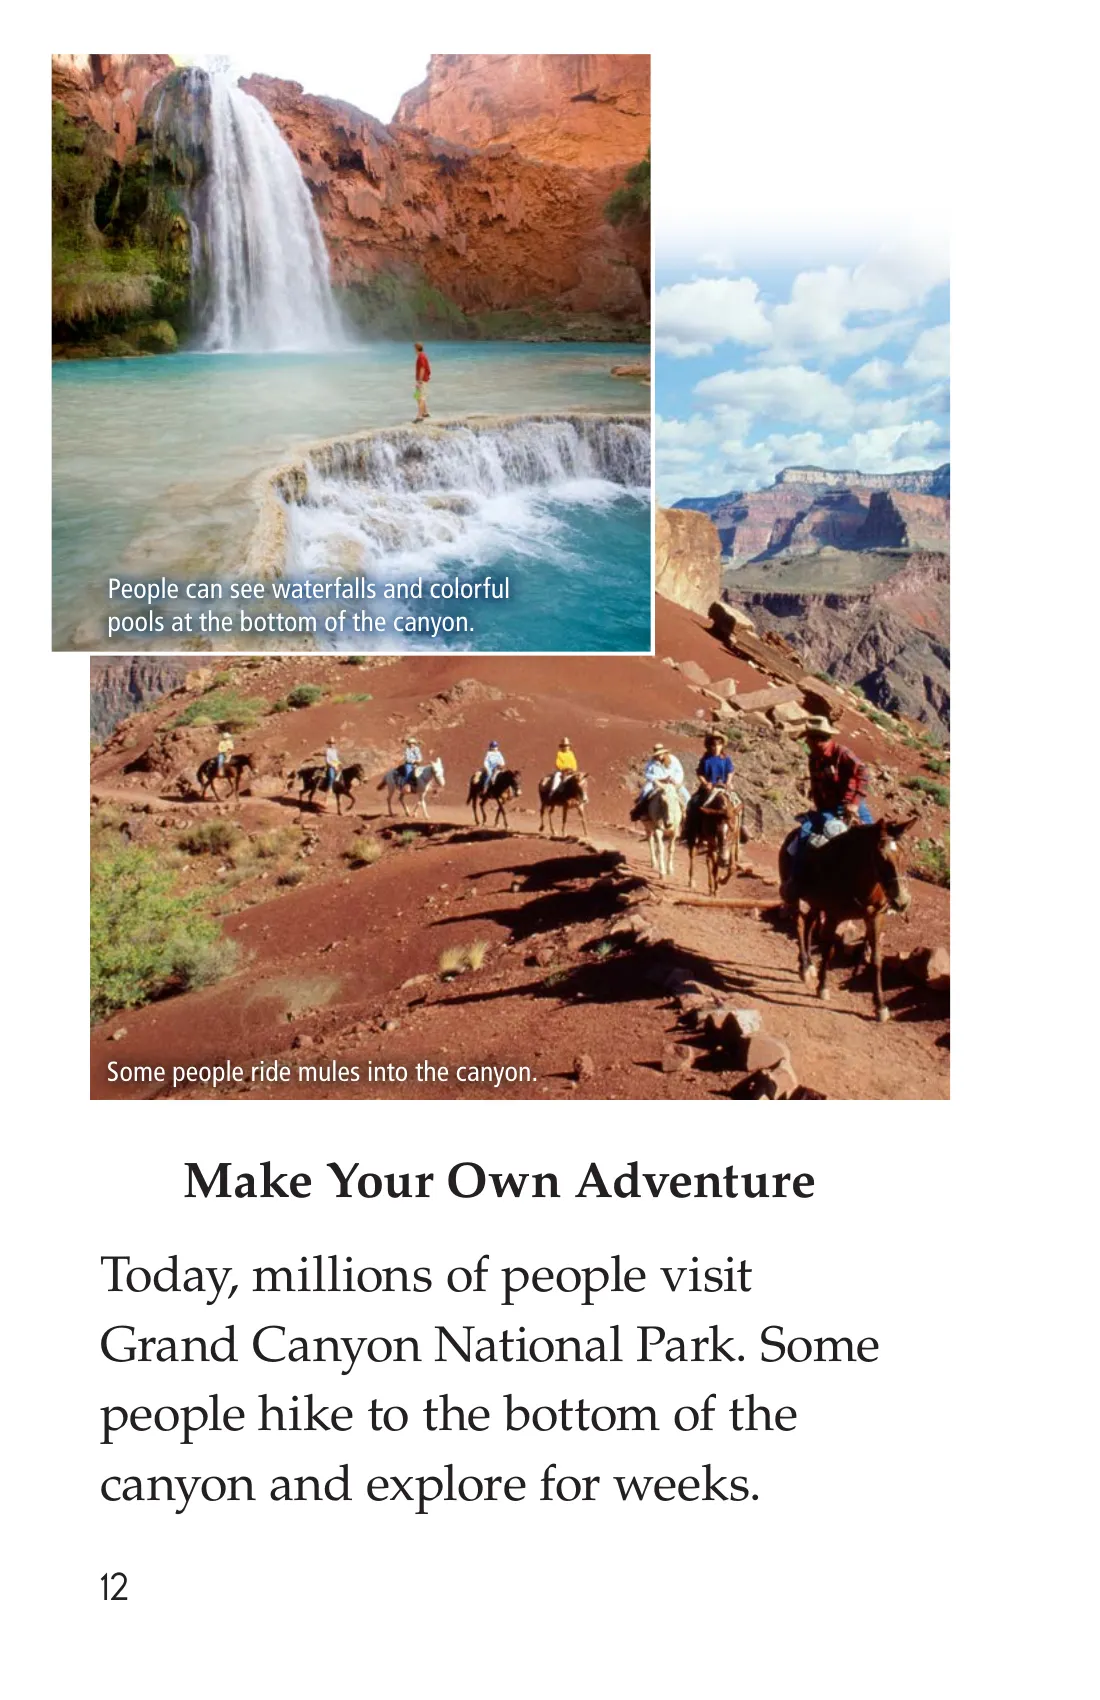 People can see waterfalls and colorful
pools at the bottom of the canyon.
Some people ride mules into the canyon.
Make Your Own Adventure
Today, millions of people visit
Grand Canyon National Park. Some
people hike to the bottom of the
canyon and explore for weeks.
12